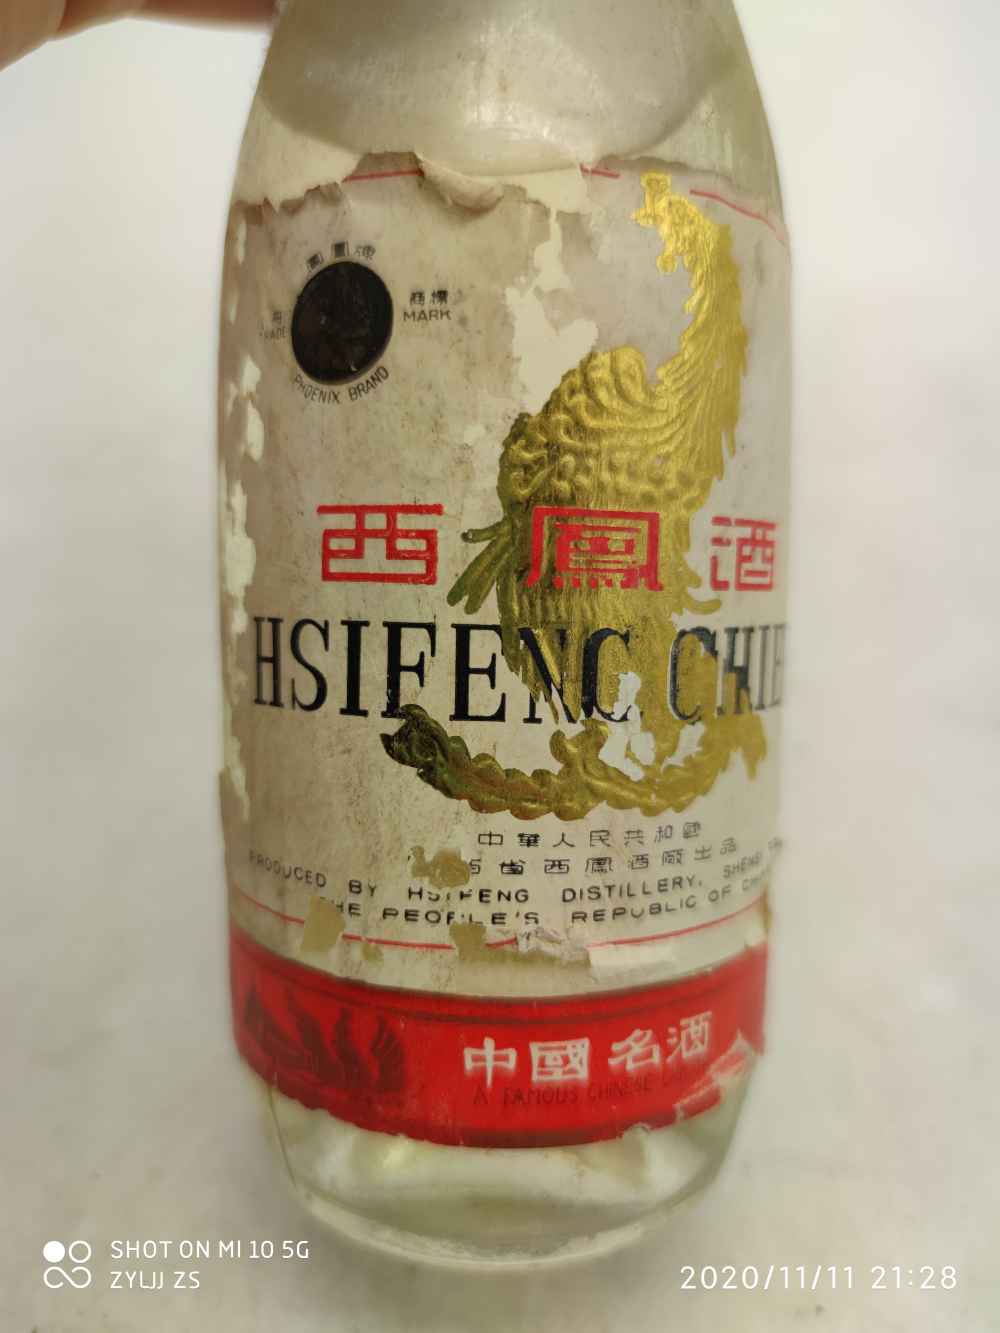 鳳凰牌
商標
MARK
PHOENIX BRAND
西鳳酒
HSIFENG CHIE
中華人民共和國
省西鳳酒廠出品
PRODUCED BY HSIFENG DISTILLERY, SHENSI
THE PEOPLE'S REPUBLIC OF
中國名酒
A FAMOUS CHINESE
SHOT ON MI 10 5G
ZYLJJ ZS
2020/11/11 21:28